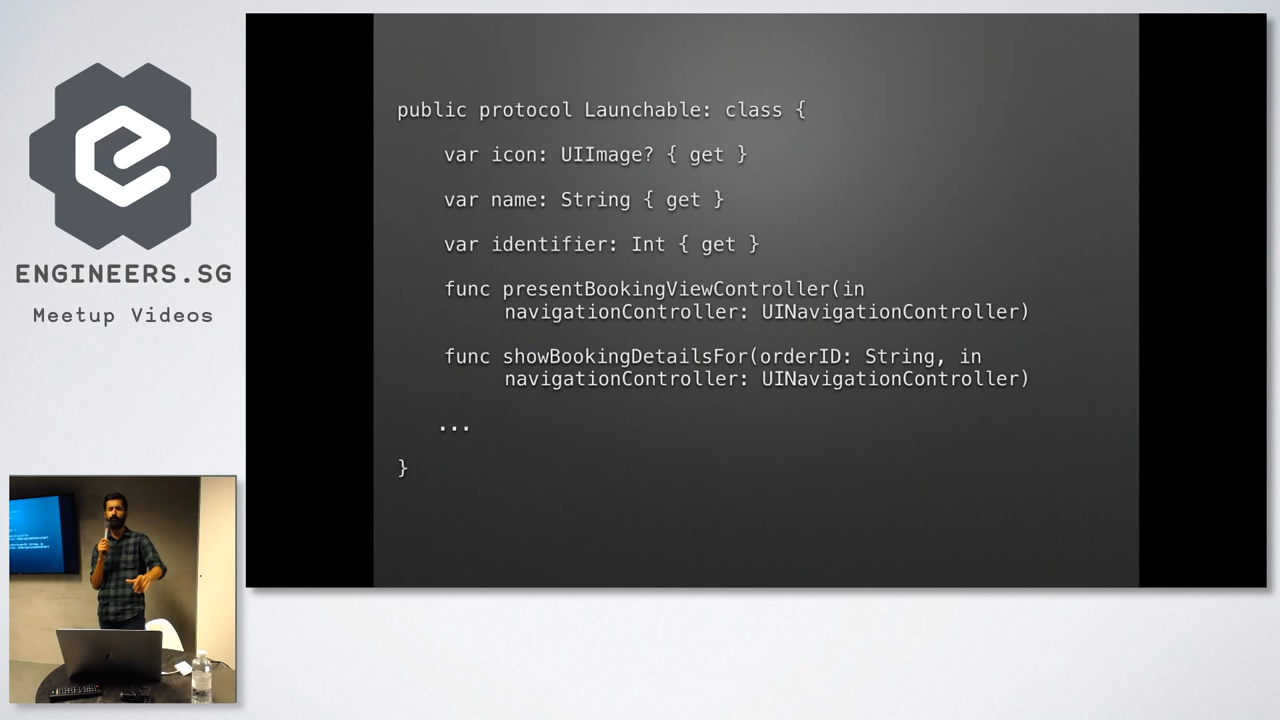 ENGINEERS.SG
Meetup Videos
public protocol Launchable: class {
var icon: UIImage? { get }
var name: String { get }
var identifier: Int { get }
func presentBookingViewController(in
navigationController: UINavigationController)
func showBookingDetailsFor(orderID: String, in
navigationController: UINavigationController)
...
}